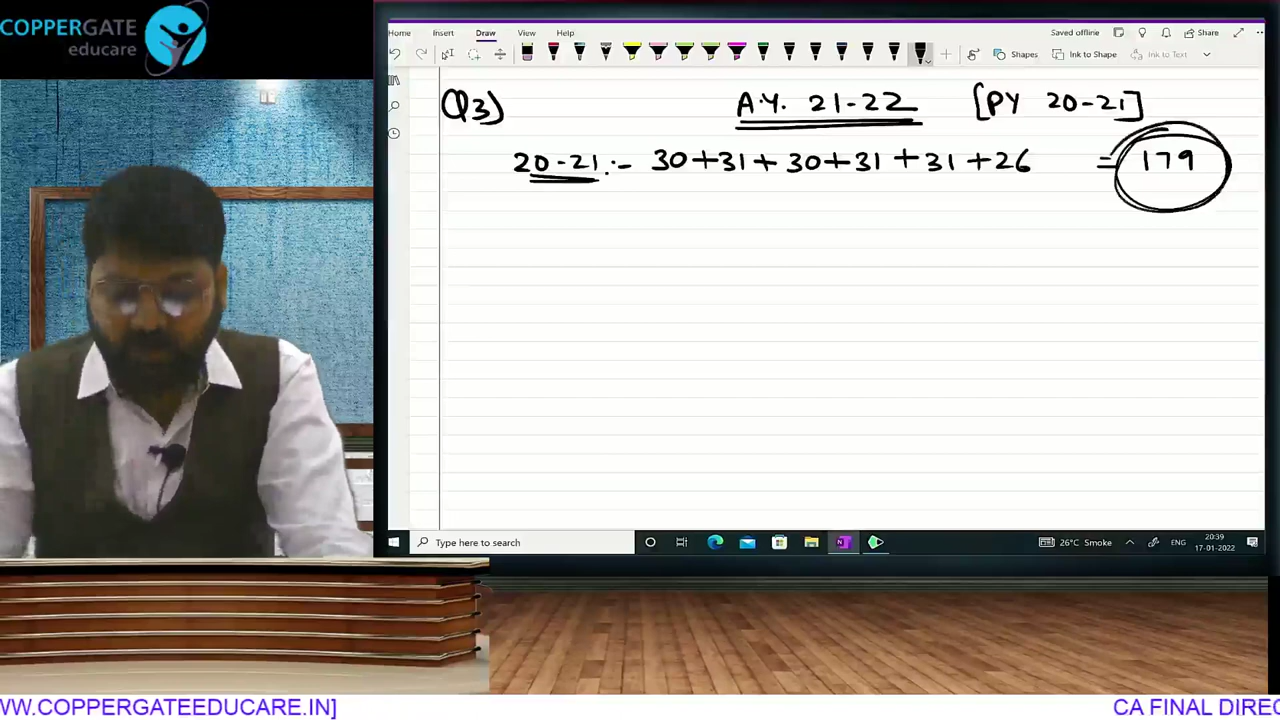 COPPERGATE
educare
Home Insert Draw View Help Saved offline Share
Shapes Ink to Shape Ink to Text
Q3) A.Y. 21-22 [PY 20-21]
20-21:- 30+31+30+31+31+26 = 179
Type here to search 26°C Smoke ENG 20:39 17-01-2022
WW.COPPERGATEEDUCARE.IN] CA FINAL DIREC